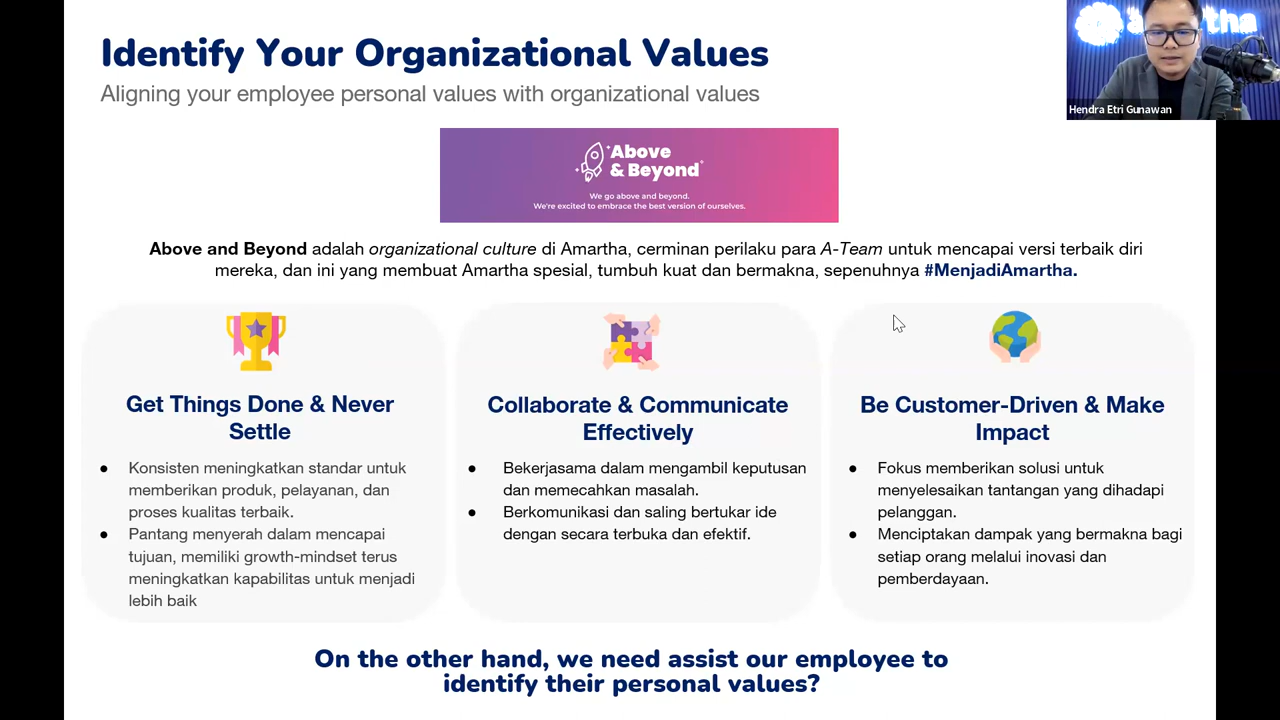 Identify Your Organizational Values
Aligning your employee personal values with organizational values
Hendra Etri Gunawan
Above
& Beyond
We go above and beyond.
We're excited to embrace the best version of ourselves.
Above and Beyond adalah organizational culture di Amartha, cerminan perilaku para A-Team untuk mencapai versi terbaik diri
mereka, dan ini yang membuat Amartha spesial, tumbuh kuat dan bermakna, sepenuhnya #MenjadiAmartha.
Get Things Done & Never
Settle
● Konsisten meningkatkan standar untuk
memberikan produk, pelayanan, dan
proses kualitas terbaik.
● Pantang menyerah dalam mencapai
tujuan, memiliki growth-mindset terus
meningkatkan kapabilitas untuk menjadi
lebih baik
Collaborate & Communicate
Effectively
● Bekerjasama dalam mengambil keputusan
dan memecahkan masalah.
● Berkomunikasi dan saling bertukar ide
dengan secara terbuka dan efektif.
Be Customer-Driven & Make
Impact
● Fokus memberikan solusi untuk
menyelesaikan tantangan yang dihadapi
pelanggan.
● Menciptakan dampak yang bermakna bagi
setiap orang melalui inovasi dan
pemberdayaan.
On the other hand, we need assist our employee to
identify their personal values?